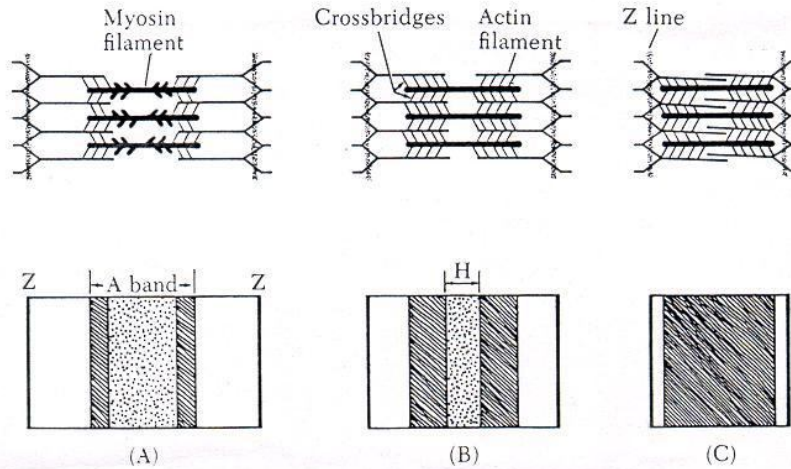 Myosin
filament
Crossbridges
Actin
filament
Z line
Z
A band
Z
H
(A)
(B)
(C)